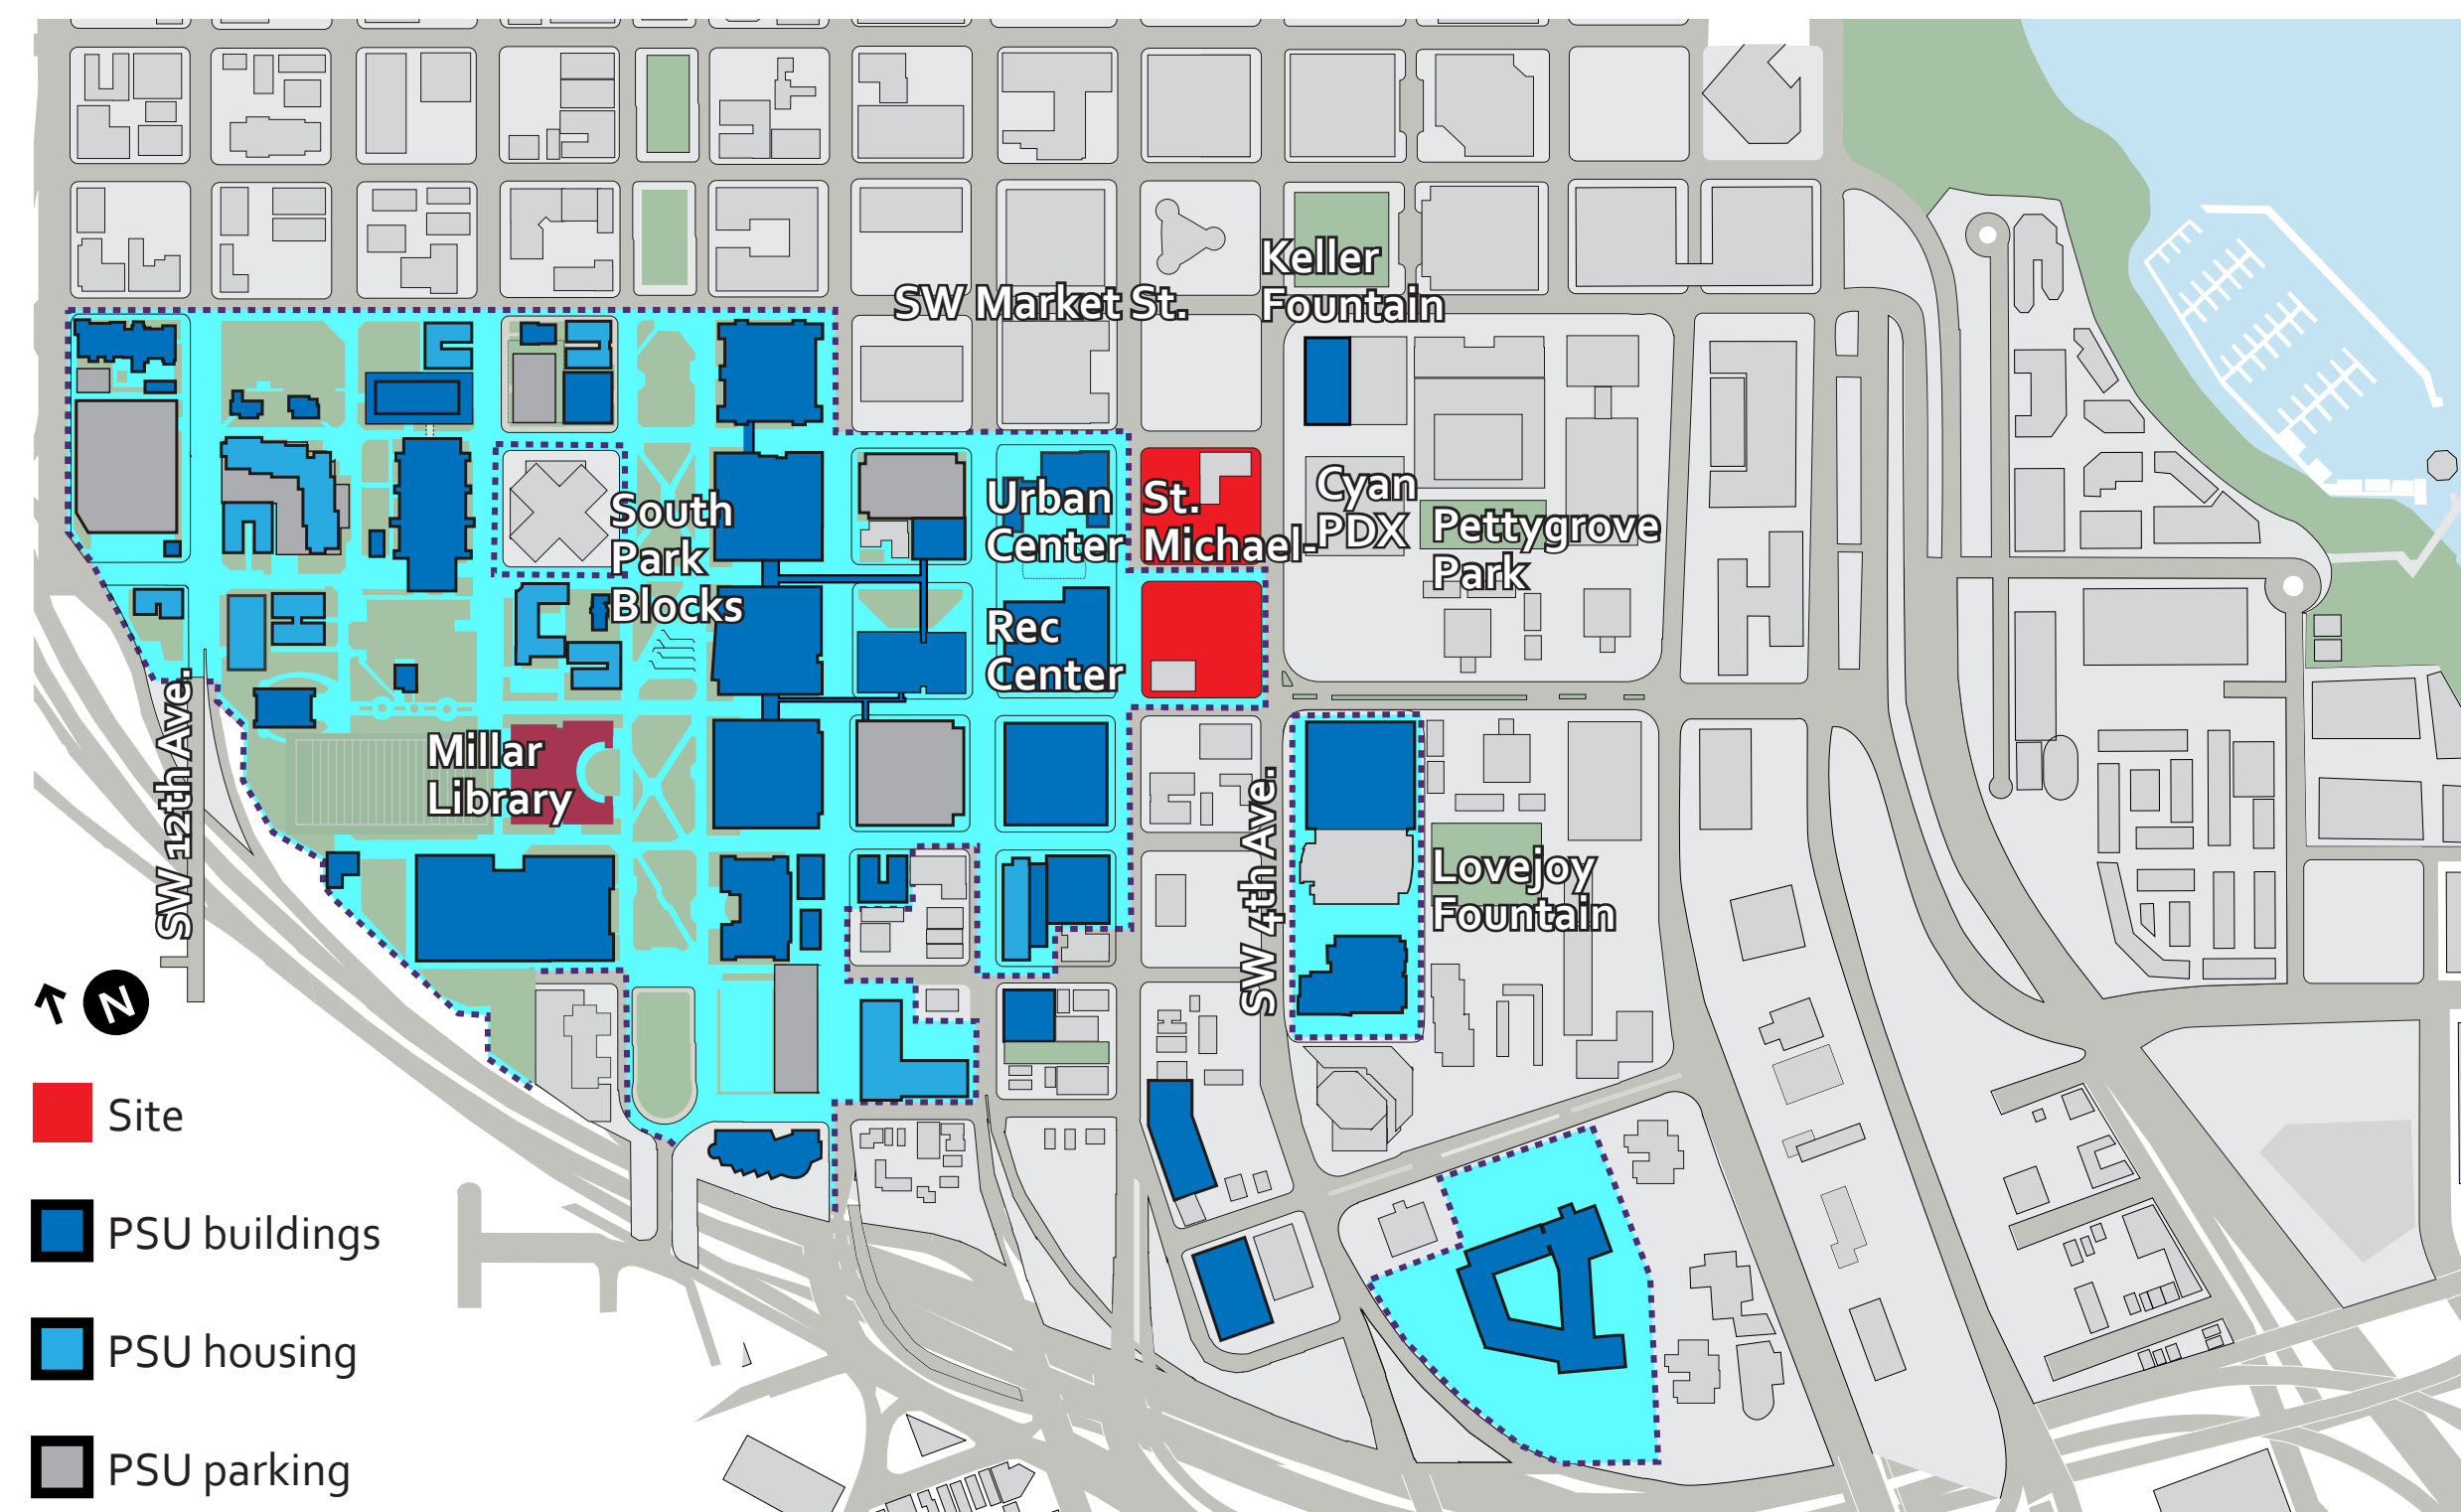 Keller
Fountain
SW Market St.
South
Park
Blocks
Urban
Center
St.
Michael-
Cyan
PDX
Pettygrove
Park
Rec
Center
Millar
Library
SW 12th Ave.
SW 4th Ave.
Lovejoy
Fountain
N
Site
PSU buildings
PSU housing
PSU parking